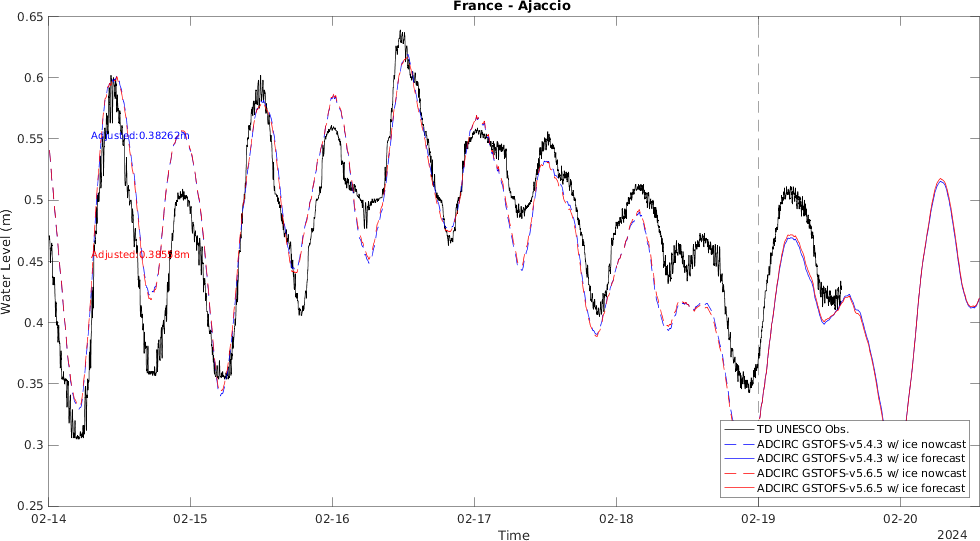 France - Ajaccio
0.65
0.6
0.55
0.5
0.45
0.4
0.35
0.3
0.25
Water Level (m)
Adjusted:0.38262m
TD UNESCO Obs.
ADCIRC GSTOFS-v5.4.3 w/ ice nowcast
ADCIRC GSTOFS-v5.4.3 w/ ice forecast
ADCIRC GSTOFS-v5.6.5 w/ ice nowcast
ADCIRC GSTOFS-v5.6.5 w/ ice forecast
02-14 02-15 02-16 02-17 02-18 02-19 02-20
Time
2024